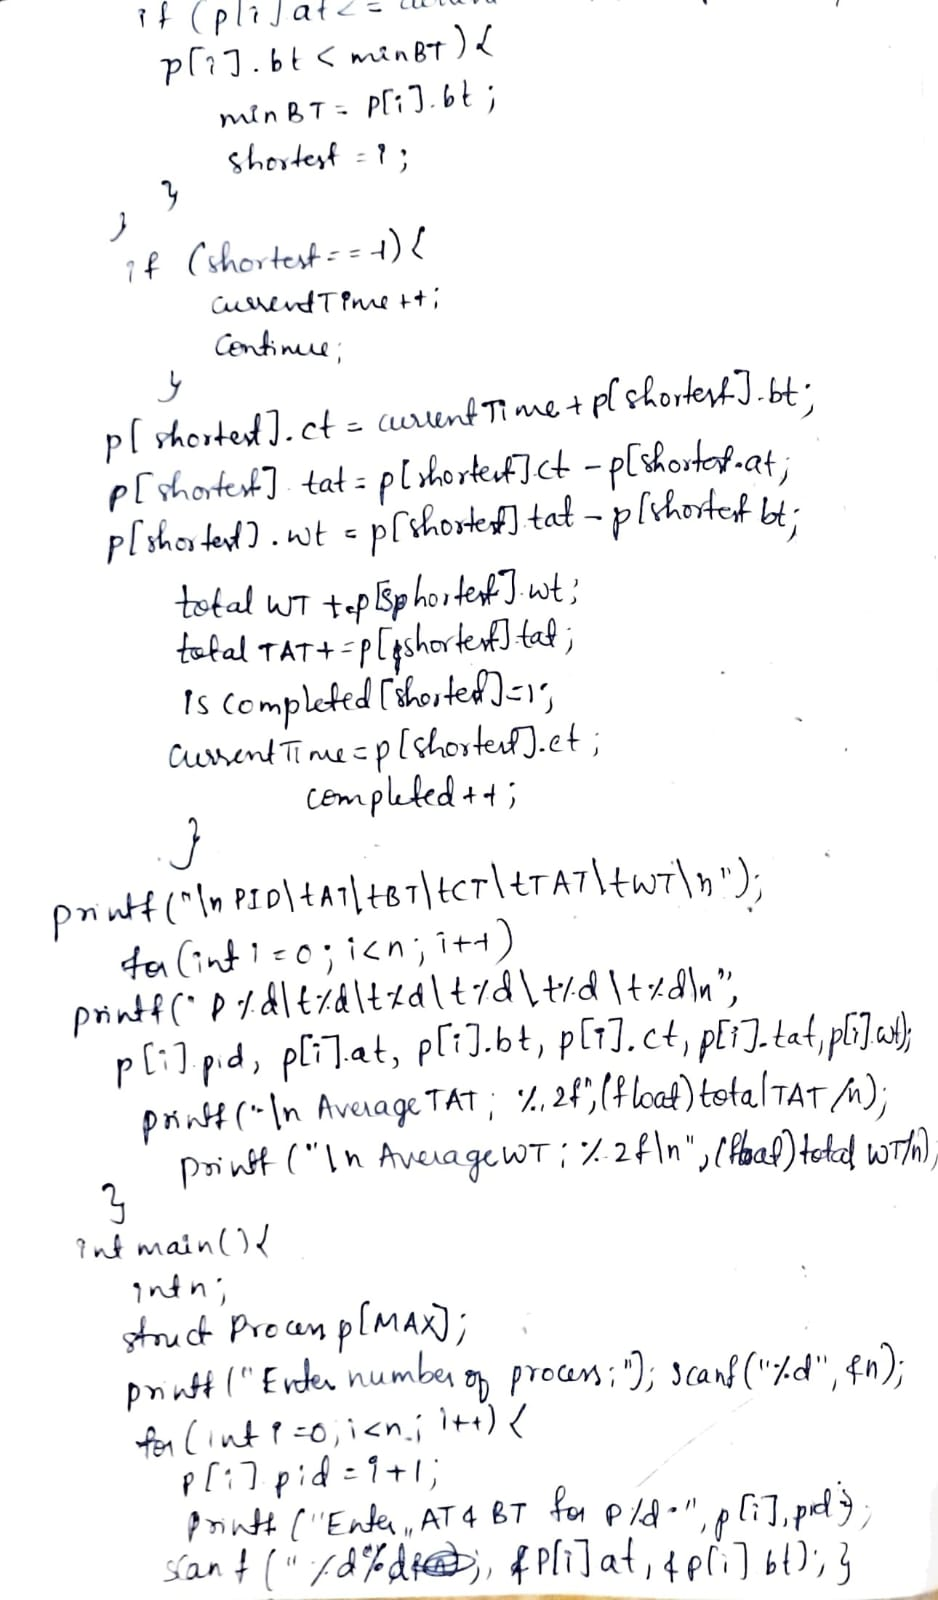 if (p[i].at <=
p[i].bt < minBT){
minBT = p[i].bt;
shortest = i;
}
}
if (shortest == -1){
currentTime ++;
Continue;
}
p[shortest].ct = currentTime + p[shortest].bt;
p[shortest] tat = p[shortest].ct - p[shortest.at;
p[shortest].wt = p[shortest] tat - p[shortest bt;
total WT += p[shortest].wt;
total TAT += p[shortest] tat;
is completed [shortest]=1;
CurrentTime = p[shortest].ct;
completed ++;
}
printf("\n PID\tAT\tBT\tCT\tTAT\tWT\n");
for(int i=0; i<n; i++)
printf(" P%d\t%d\t%d\t%d\t%d\t%d\n",
p[i].pid, p[i].at, p[i].bt, p[i].ct, p[i].tat, p[i].wt);
printf("\n Average TAT ; %.2f",(float)totalTAT/n);
printf("\n Average WT ; %.2f\n",(float)total WT/n);
}
int main(){
int n;
struct Process p[MAX];
printf("Enter number of process;"); scanf("%d", &n);
for(int i=0; i<n; i++){
p[i] pid = i+1;
printf("Enter AT & BT for P%d-", p[i].pid);
scanf("%d%d", &p[i] at, &p[i] bt); }